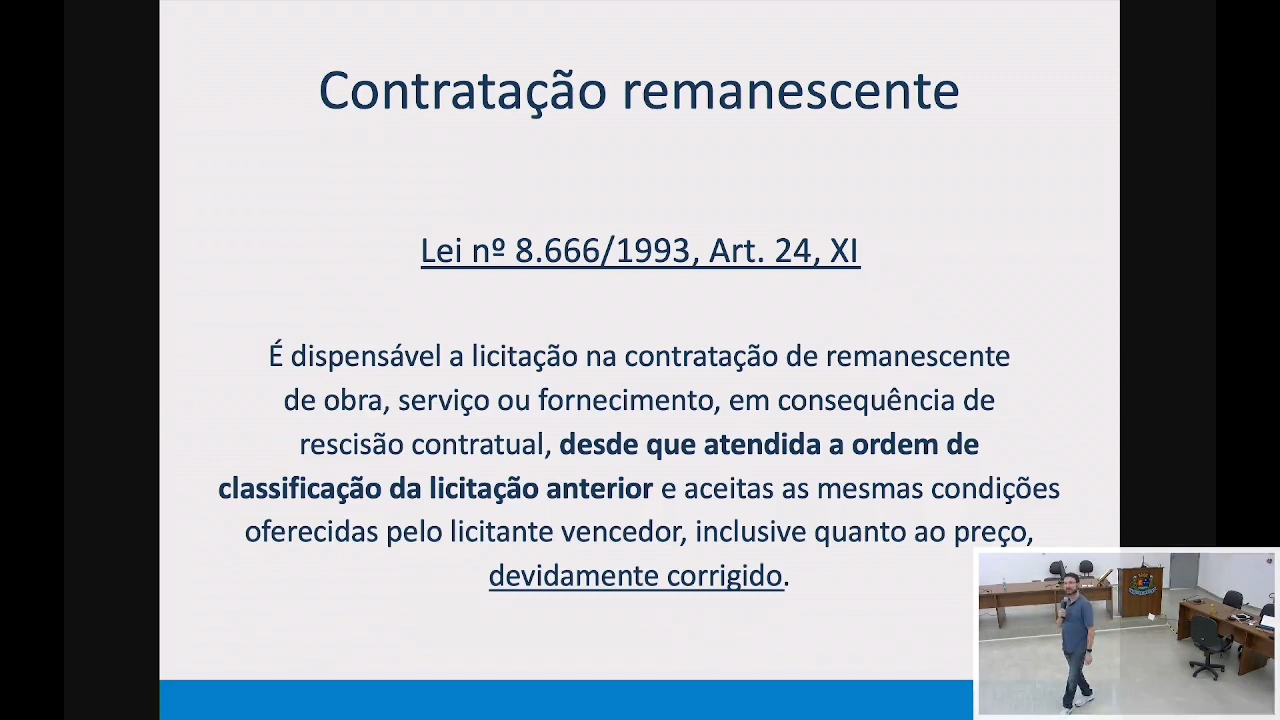 Contratação remanescente
Lei nº 8.666/1993, Art. 24, XI
É dispensável a licitação na contratação de remanescente
de obra, serviço ou fornecimento, em consequência de
rescisão contratual, desde que atendida a ordem de
classificação da licitação anterior e aceitas as mesmas condições
oferecidas pelo licitante vencedor, inclusive quanto ao preço,
devidamente corrigido.